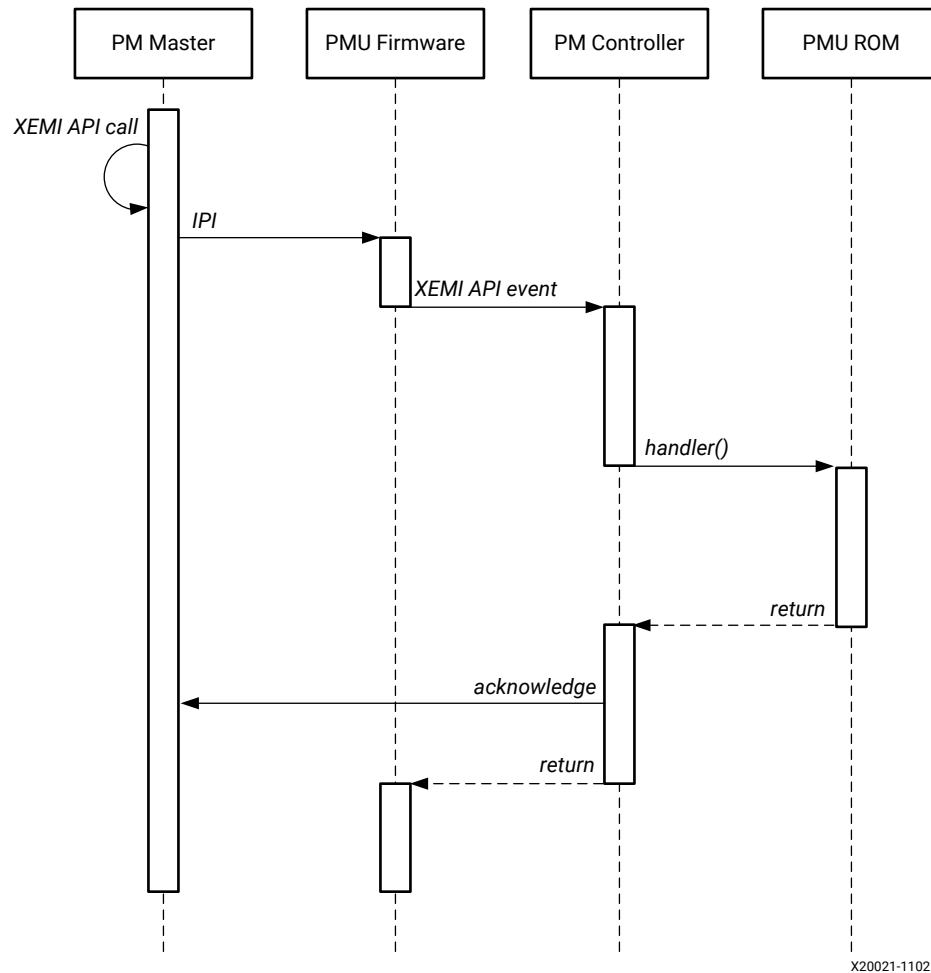 PM Master
PMU Firmware
PM Controller
PMU ROM
XEMI API call
IPI
XEMI API event
handler()
return
acknowledge
return
X20021-1102